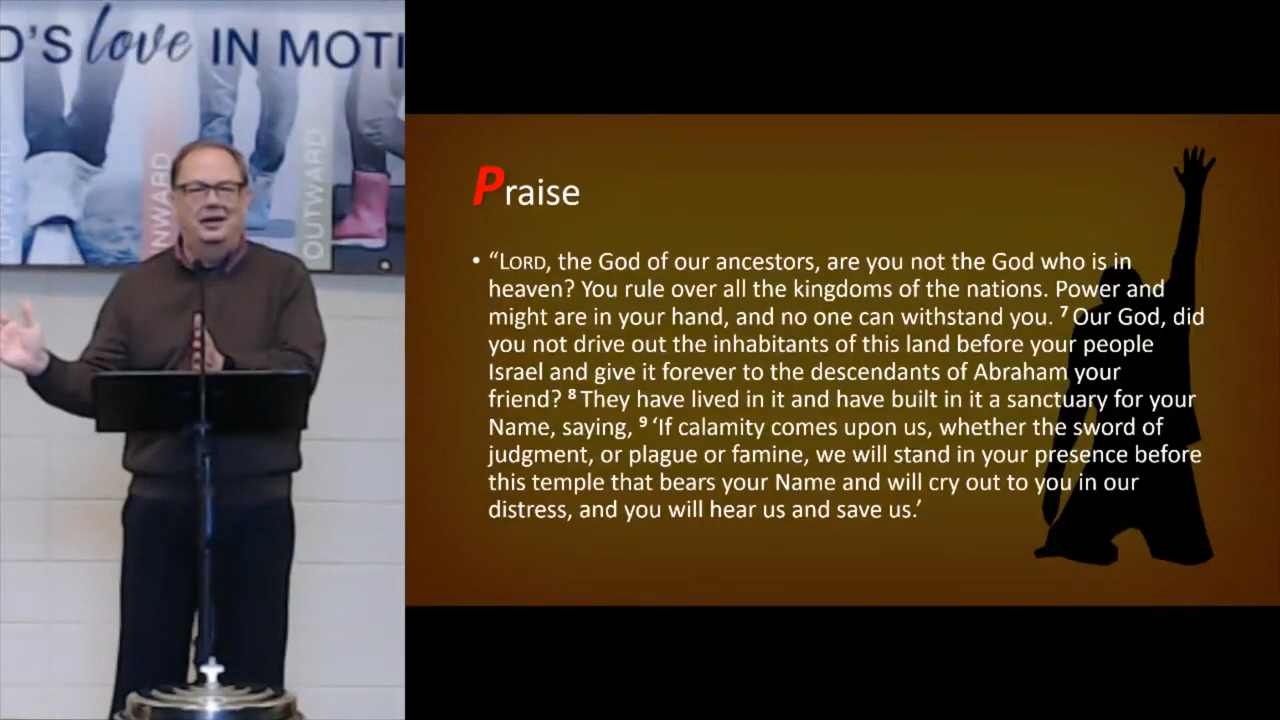 D'S love IN MOTI
UPWARD
INWARD
OUTWARD
Praise
• “LORD, the God of our ancestors, are you not the God who is in
heaven? You rule over all the kingdoms of the nations. Power and
might are in your hand, and no one can withstand you. ⁷ Our God, did
you not drive out the inhabitants of this land before your people
Israel and give it forever to the descendants of Abraham your
friend? ⁸ They have lived in it and have built in it a sanctuary for your
Name, saying, ⁹ ‘If calamity comes upon us, whether the sword of
judgment, or plague or famine, we will stand in your presence before
this temple that bears your Name and will cry out to you in our
distress, and you will hear us and save us.’